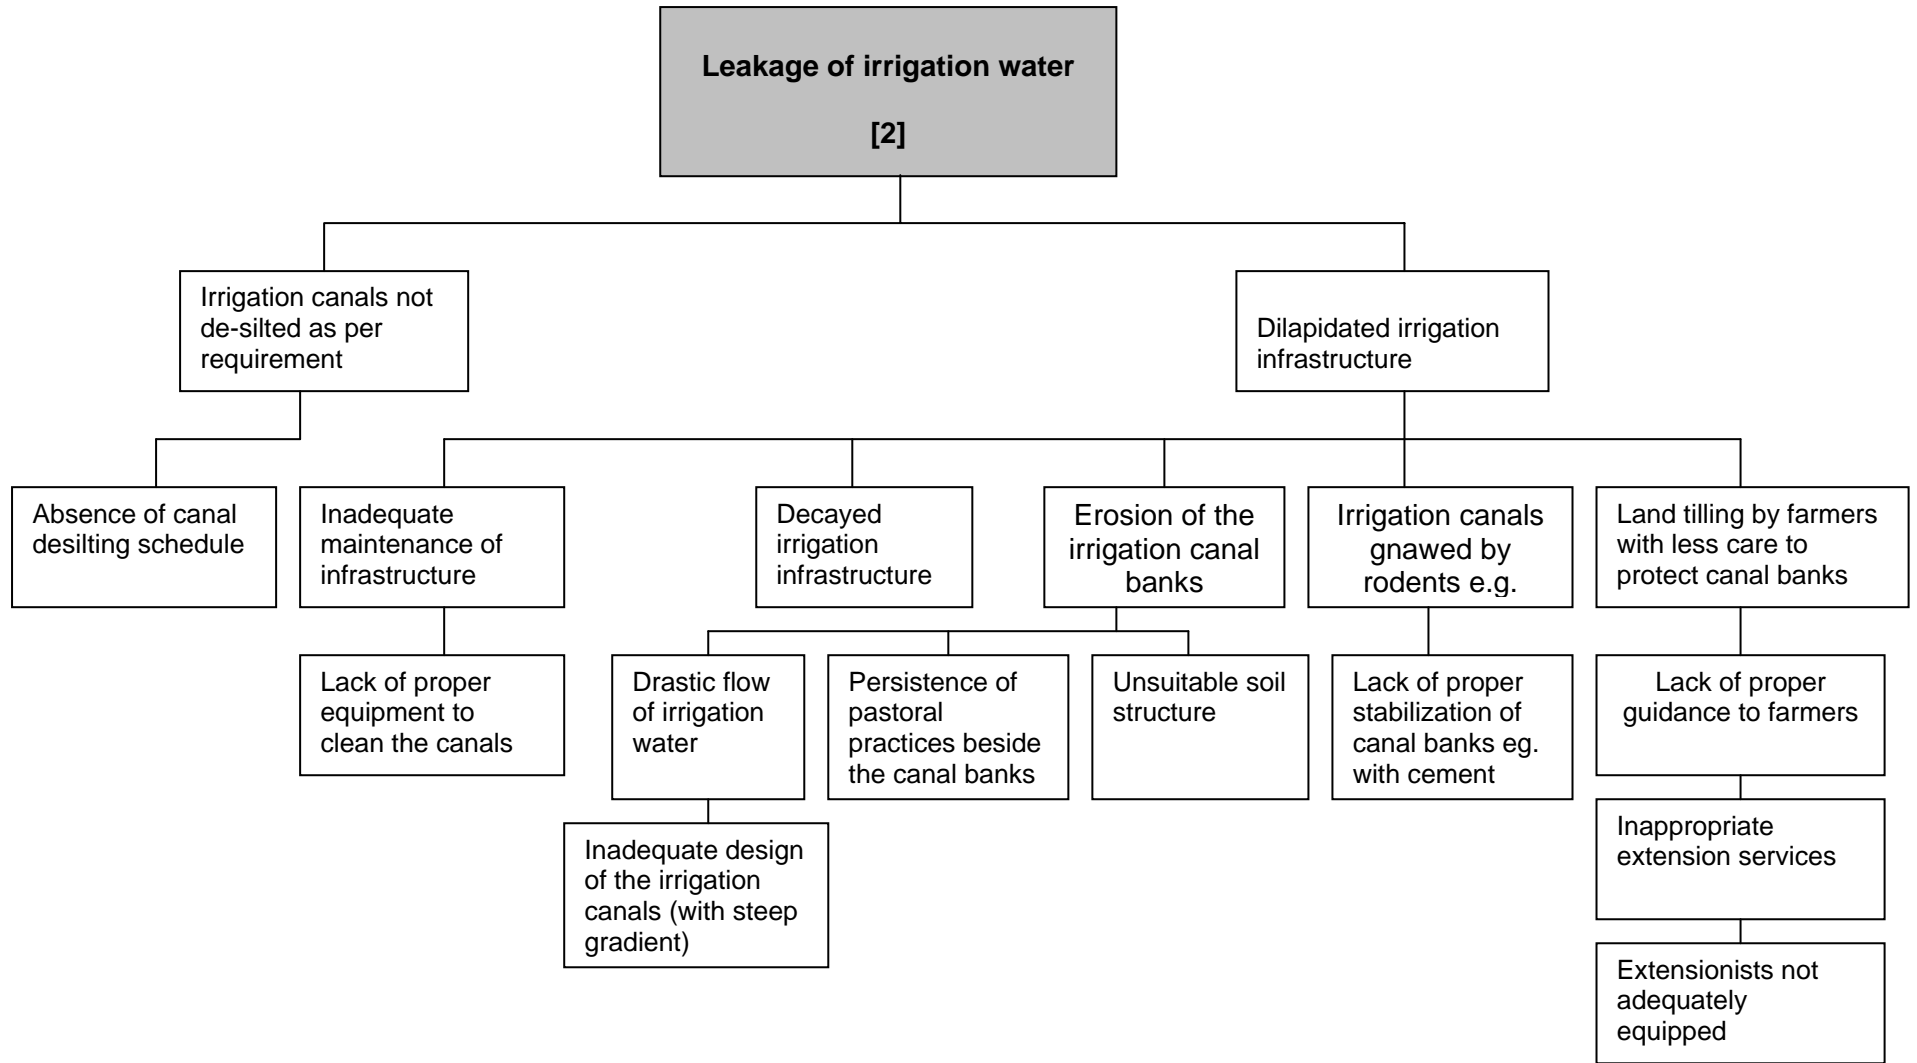 Leakage of irrigation water
[2]
Irrigation canals not
de-silted as per
requirement
Dilapidated irrigation
infrastructure
Absence of canal
desilting schedule
Inadequate
maintenance of
infrastructure
Decayed
irrigation
infrastructure
Erosion of the
irrigation canal
banks
Irrigation canals
gnawed by
rodents e.g.
Land tilling by farmers
with less care to
protect canal banks
Lack of proper
equipment to
clean the canals
Drastic flow
of irrigation
water
Persistence of
pastoral
practices beside
the canal banks
Unsuitable soil
structure
Lack of proper
stabilization of
canal banks eg.
with cement
Lack of proper
guidance to farmers
Inadequate design
of the irrigation
canals (with steep
gradient)
Inappropriate
extension services
Extensionists not
adequately
equipped